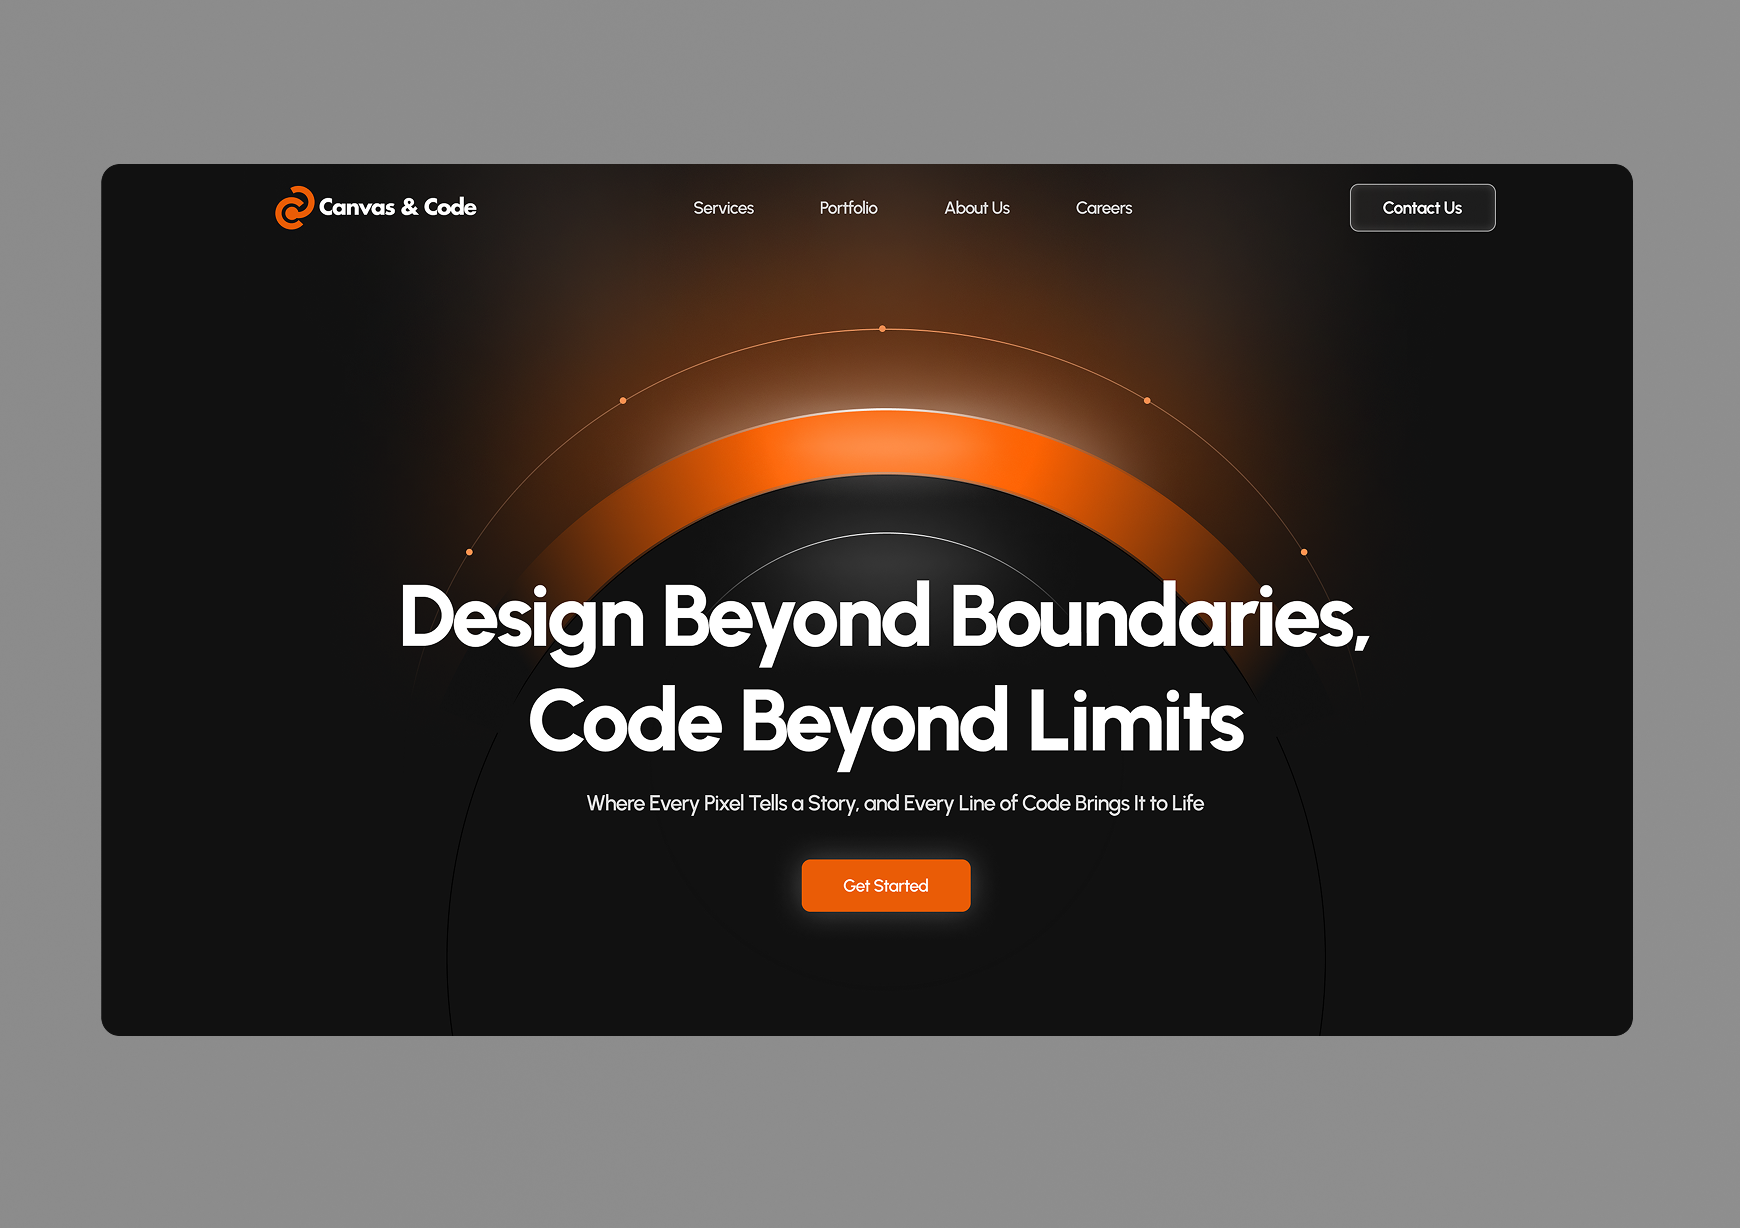 Canvas & Code
Services
Portfolio
About Us
Careers
Contact Us
Design Beyond Boundaries,
Code Beyond Limits
Where Every Pixel Tells a Story, and Every Line of Code Brings It to Life
Get Started